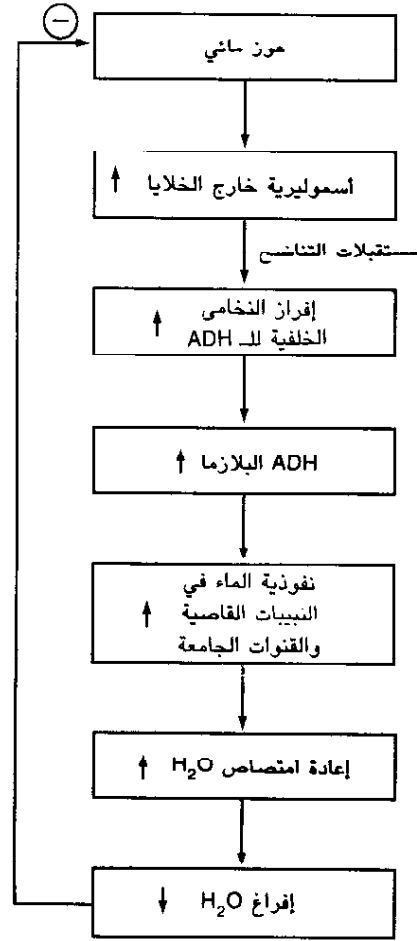 عوز مائي
أسمولیریة خارج الخلايا ↑
مستقبلات التناضح
إفراز النخامى ↑
الخلفية للـ ADH
ADH البلازما ↑
نفوذية الماء في
النبيبات القاصية ↑
والقنوات الجامعة
إعادة امتصاص H₂O ↑
إفراغ H₂O ↓